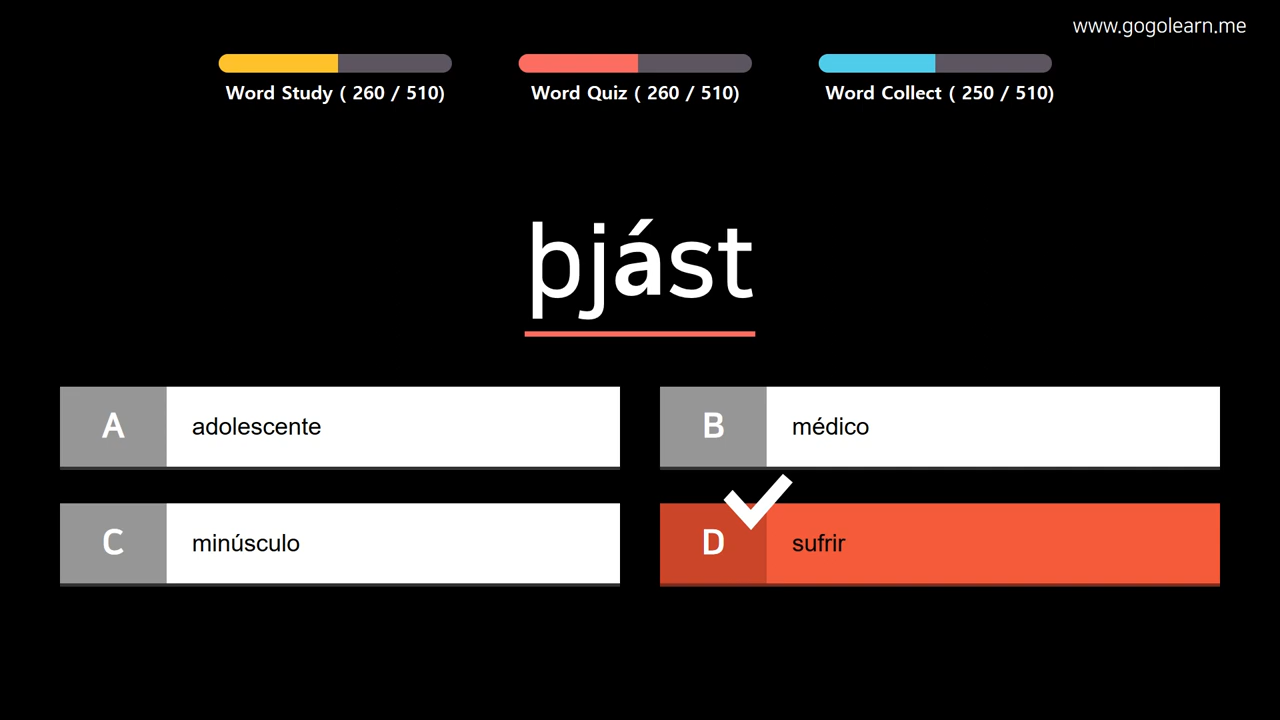 www.gogolearn.me
Word Study ( 260 / 510)
Word Quiz ( 260 / 510)
Word Collect ( 250 / 510)
þjást
A
adolescente
B
médico
C
minúsculo
D
sufrir